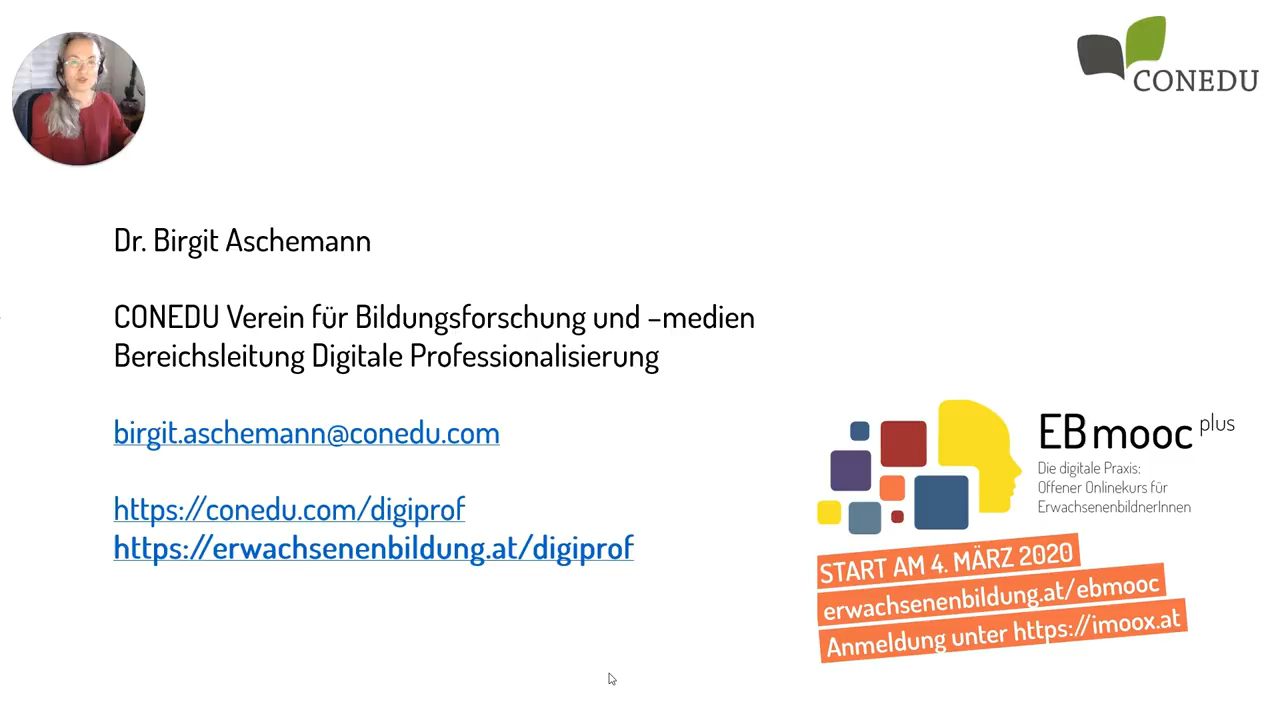 CONEDU
Dr. Birgit Aschemann
CONEDU Verein für Bildungsforschung und –medien
Bereichsleitung Digitale Professionalisierung
birgit.aschemann@conedu.com
https://conedu.com/digiprof
https://erwachsenenbildung.at/digiprof
EBmooc plus
Die digitale Praxis:
Offener Onlinekurs für
ErwachsenenbildnerInnen
START AM 4. MÄRZ 2020
erwachsenenbildung.at/ebmooc
Anmeldung unter https://imoox.at